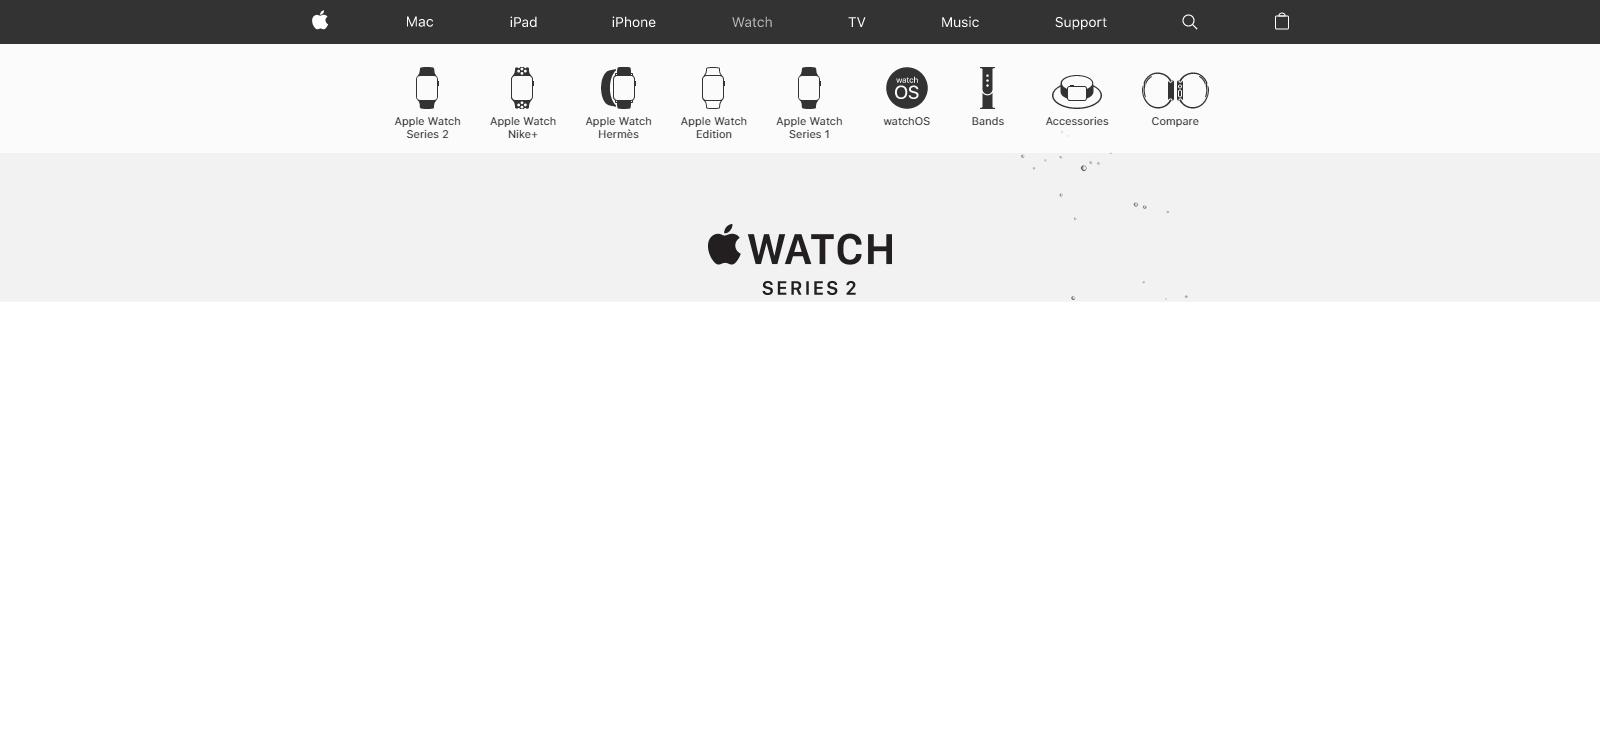 Mac iPad iPhone Watch TV Music Support
watch
OS
Apple Watch Apple Watch Apple Watch Apple Watch Apple Watch watchOS Bands Accessories Compare
Series 2 Nike+ Hermès Edition Series 1
WATCH
SERIES 2